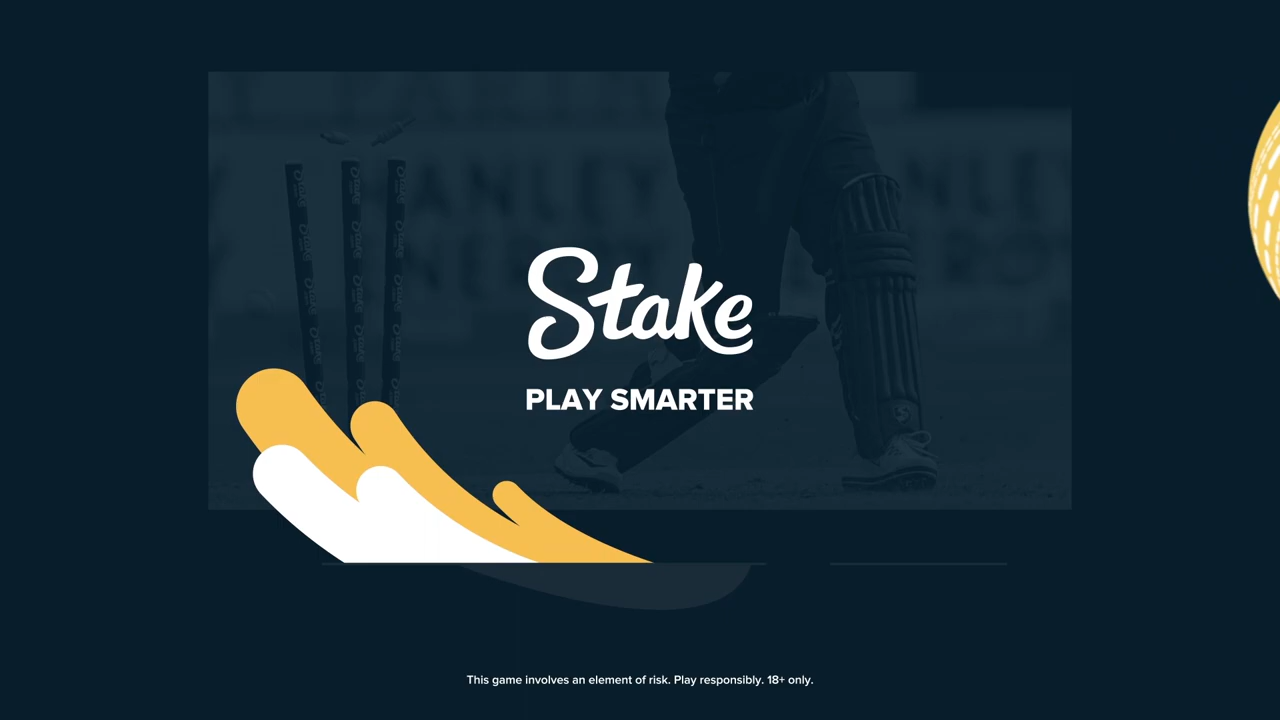 Stake
PLAY SMARTER
This game involves an element of risk. Play responsibly. 18+ only.